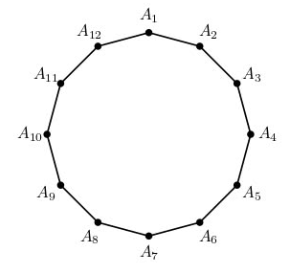 A₁
A₁₂ A₂
A₁₁ A₃
A₁₀ A₄
A₉ A₅
A₈ A₆
A₇